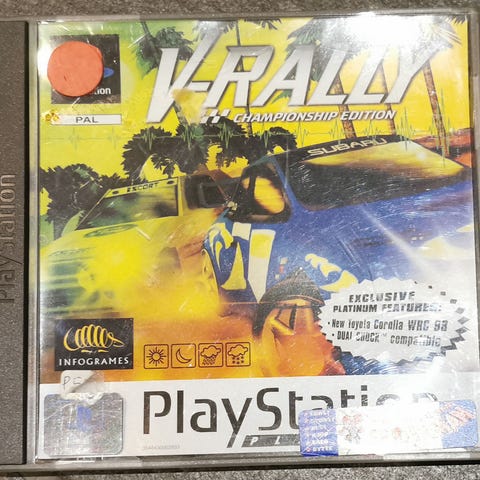 V-RALLY
CHAMPIONSHIP EDITION
PAL
SUBARU
ESCORT
EXCLUSIVE
PLATINUM FEATURES:
• New Toyota Corolla WRC 98
• DUAL SHOCK™ compatible
INFOGRAMES
PlayStation
PlayStation